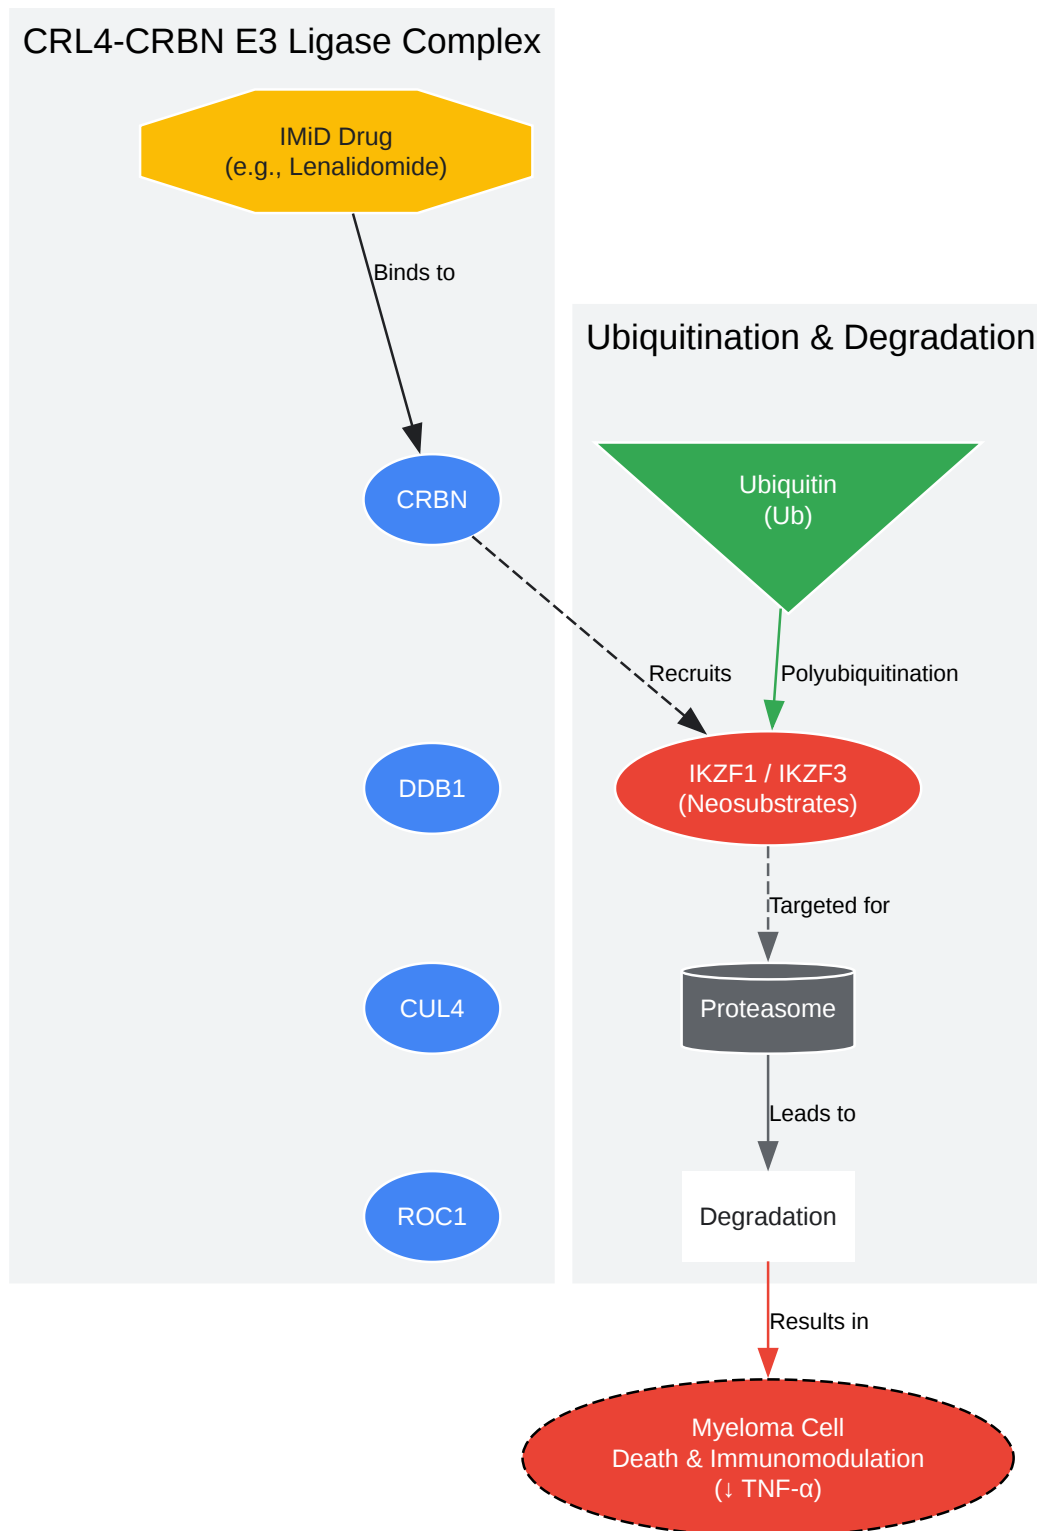 CRL4-CRBN E3 Ligase Complex
IMiD Drug
(e.g., Lenalidomide)
Binds to
Ubiquitination & Degradation
CRBN
Ubiquitin
(Ub)
Recruits
Polyubiquitination
DDB1
IKZF1 / IKZF3
(Neosubstrates)
Targeted for
CUL4
Proteasome
Leads to
ROC1
Degradation
Results in
Myeloma Cell
Death & Immunomodulation
(↓ TNF-α)